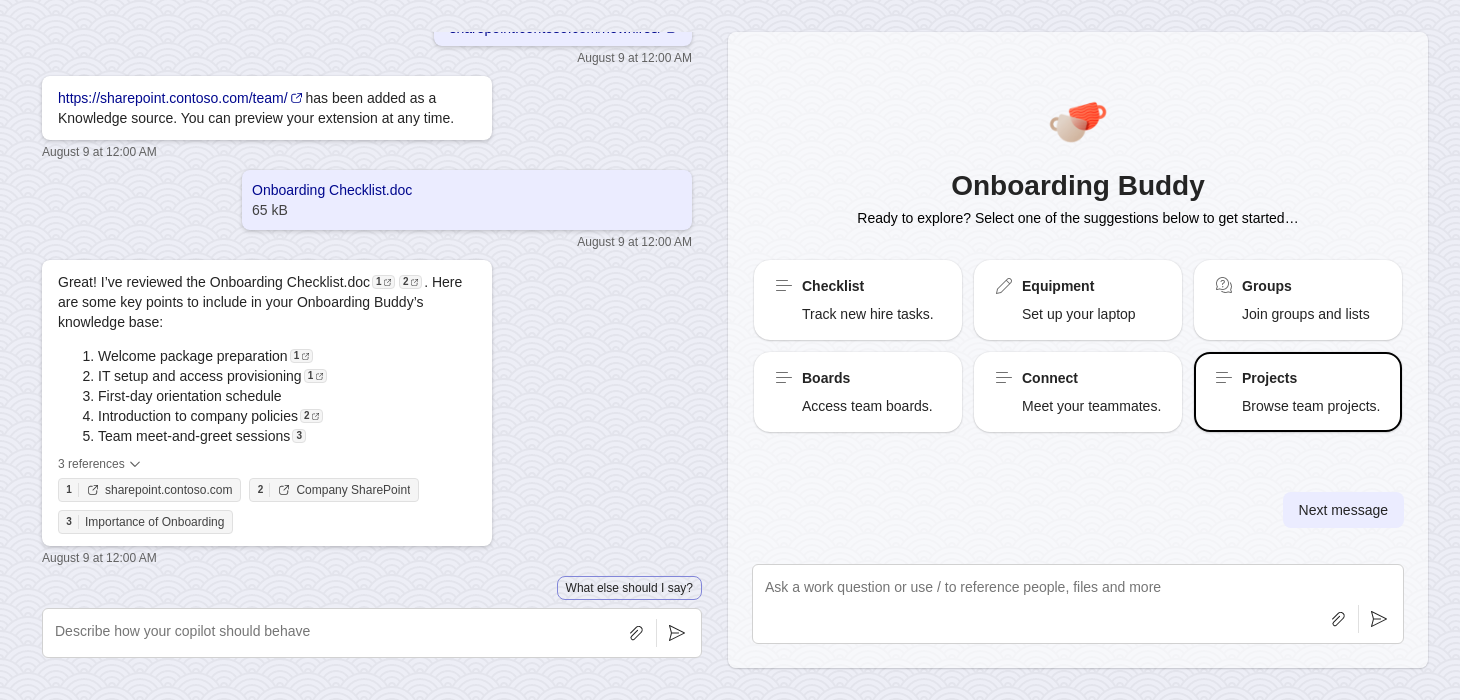 August 9 at 12:00 AM
https://sharepoint.contoso.com/team/ has been added as a
Knowledge source. You can preview your extension at any time.
August 9 at 12:00 AM
Onboarding Checklist.doc
65 kB
August 9 at 12:00 AM
Great! I've reviewed the Onboarding Checklist.doc 1 2 . Here
are some key points to include in your Onboarding Buddy's
knowledge base:
1. Welcome package preparation 1
2. IT setup and access provisioning 1
3. First-day orientation schedule
4. Introduction to company policies 2
5. Team meet-and-greet sessions 3
3 references
1 sharepoint.contoso.com 2 Company SharePoint
3 Importance of Onboarding
August 9 at 12:00 AM
What else should I say?
Describe how your copilot should behave
Onboarding Buddy
Ready to explore? Select one of the suggestions below to get started…
Checklist
Track new hire tasks.
Equipment
Set up your laptop
Groups
Join groups and lists
Boards
Access team boards.
Connect
Meet your teammates.
Projects
Browse team projects.
Next message
Ask a work question or use / to reference people, files and more